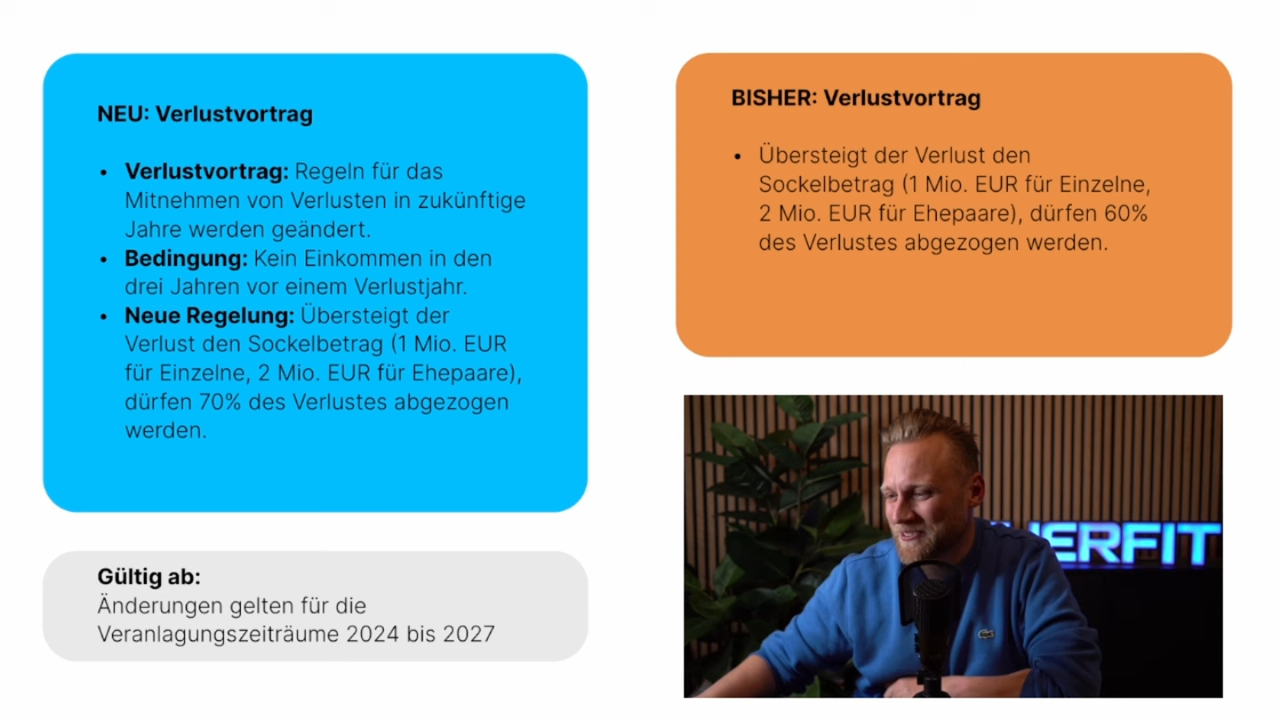 NEU: Verlustvortrag
• Verlustvortrag: Regeln für das
Mitnehmen von Verlusten in zukünftige
Jahre werden geändert.
• Bedingung: Kein Einkommen in den
drei Jahren vor einem Verlustjahr.
• Neue Regelung: Übersteigt der
Verlust den Sockelbetrag (1 Mio. EUR
für Einzelne, 2 Mio. EUR für Ehepaare),
dürfen 70% des Verlustes abgezogen
werden.
Gültig ab:
Änderungen gelten für die
Veranlagungszeiträume 2024 bis 2027
BISHER: Verlustvortrag
• Übersteigt der Verlust den
Sockelbetrag (1 Mio. EUR für Einzelne,
2 Mio. EUR für Ehepaare), dürfen 60%
des Verlustes abgezogen werden.
ERFIT